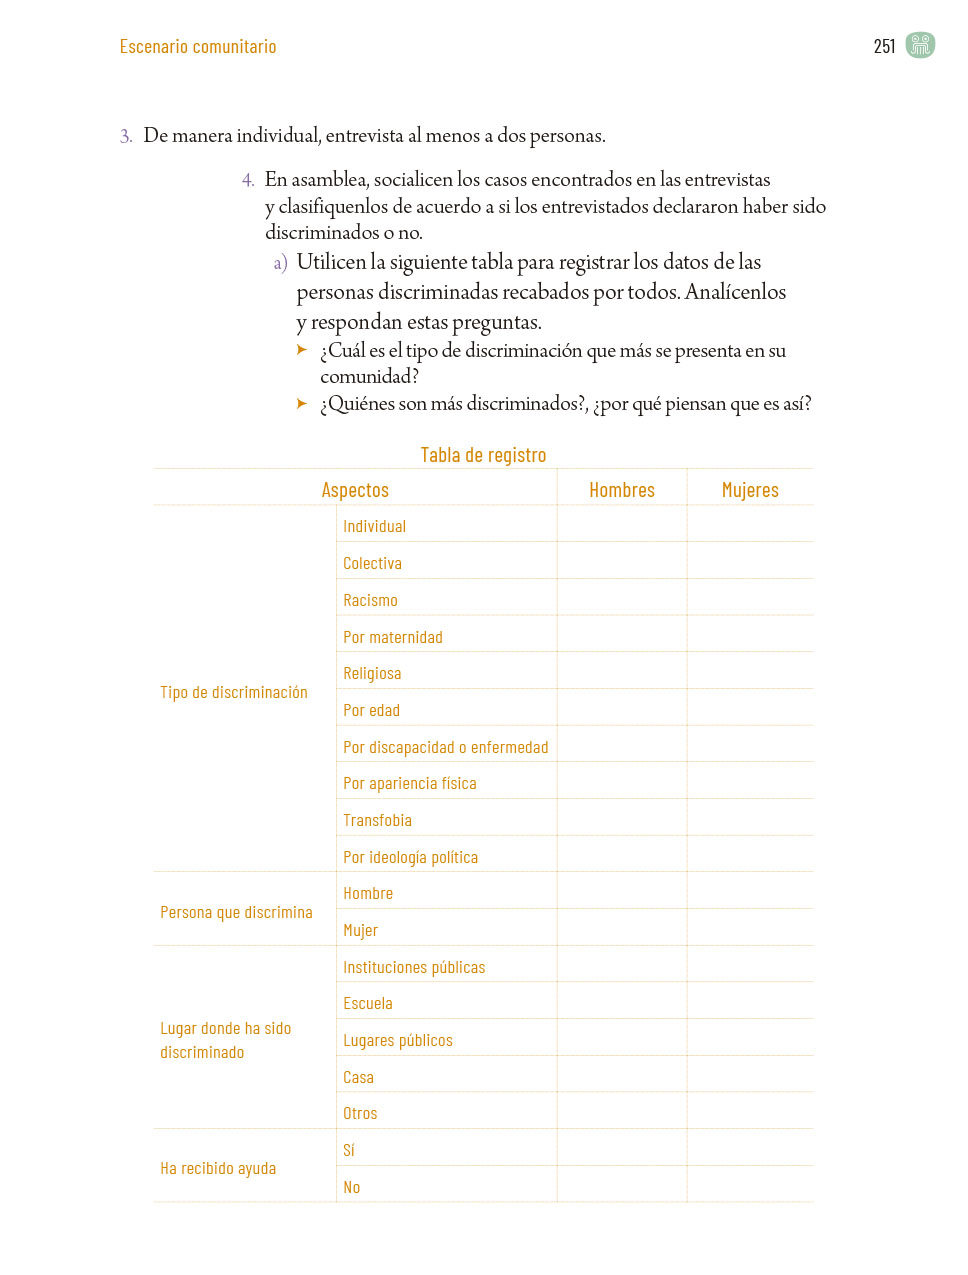 Escenario comunitario
251
3. De manera individual, entrevista al menos a dos personas.
4. En asamblea, socialicen los casos encontrados en las entrevistas
y clasifíquenlos de acuerdo a si los entrevistados declararon haber sido
discriminados o no.
a) Utilicen la siguiente tabla para registrar los datos de las
personas discriminadas recabados por todos. Analícenlos
y respondan estas preguntas.
➤ ¿Cuál es el tipo de discriminación que más se presenta en su
comunidad?
➤ ¿Quiénes son más discriminados?, ¿por qué piensan que es así?
Tabla de registro
Aspectos Hombres Mujeres
Tipo de discriminación
Individual
Colectiva
Racismo
Por maternidad
Religiosa
Por edad
Por discapacidad o enfermedad
Por apariencia física
Transfobia
Por ideología política
Persona que discrimina
Hombre
Mujer
Lugar donde ha sido
discriminado
Instituciones públicas
Escuela
Lugares públicos
Casa
Otros
Ha recibido ayuda
Sí
No